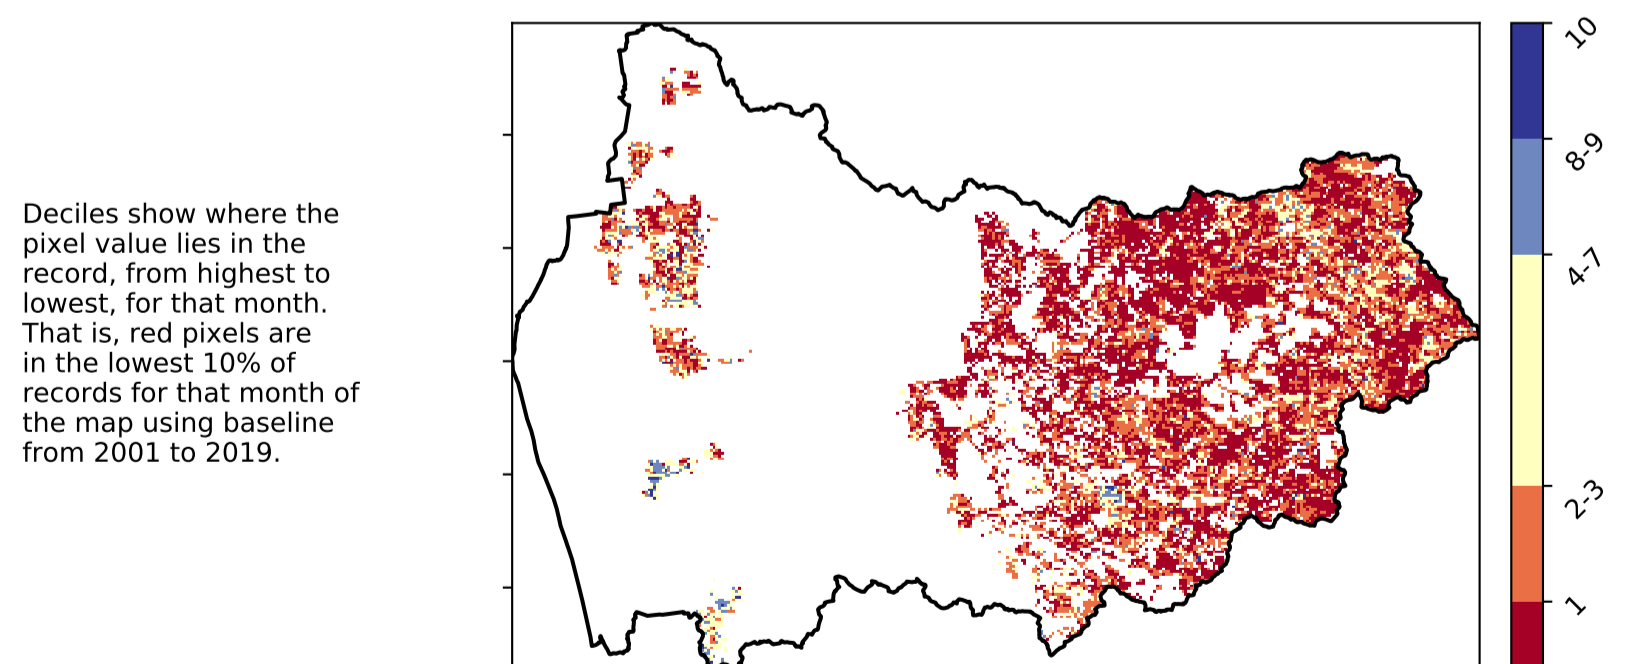 Deciles show where the
pixel value lies in the
record, from highest to
lowest, for that month.
That is, red pixels are
in the lowest 10% of
records for that month of
the map using baseline
from 2001 to 2019.
10
8-9
4-7
2-3
1